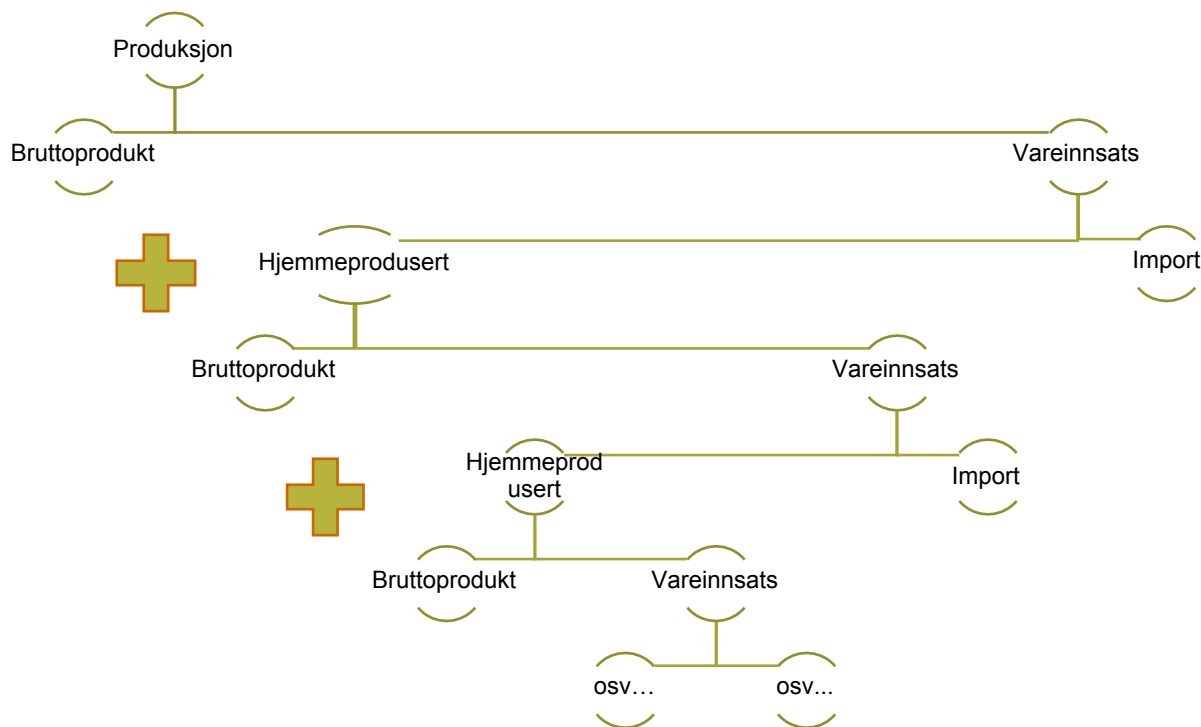 Produksjon
Bruttoprodukt
Vareinnsats
Hjemmeprodusert
Import
Bruttoprodukt
Vareinnsats
Hjemmeprod
usert
Import
Bruttoprodukt
Vareinnsats
osv…
osv...